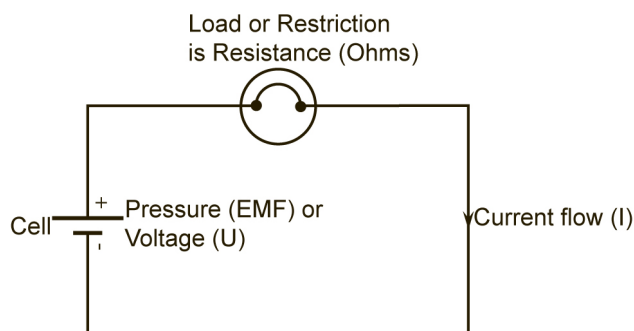 Load or Restriction
is Resistance (Ohms)
+
Pressure (EMF) or
Cell
Voltage (U)
-
Current flow (I)